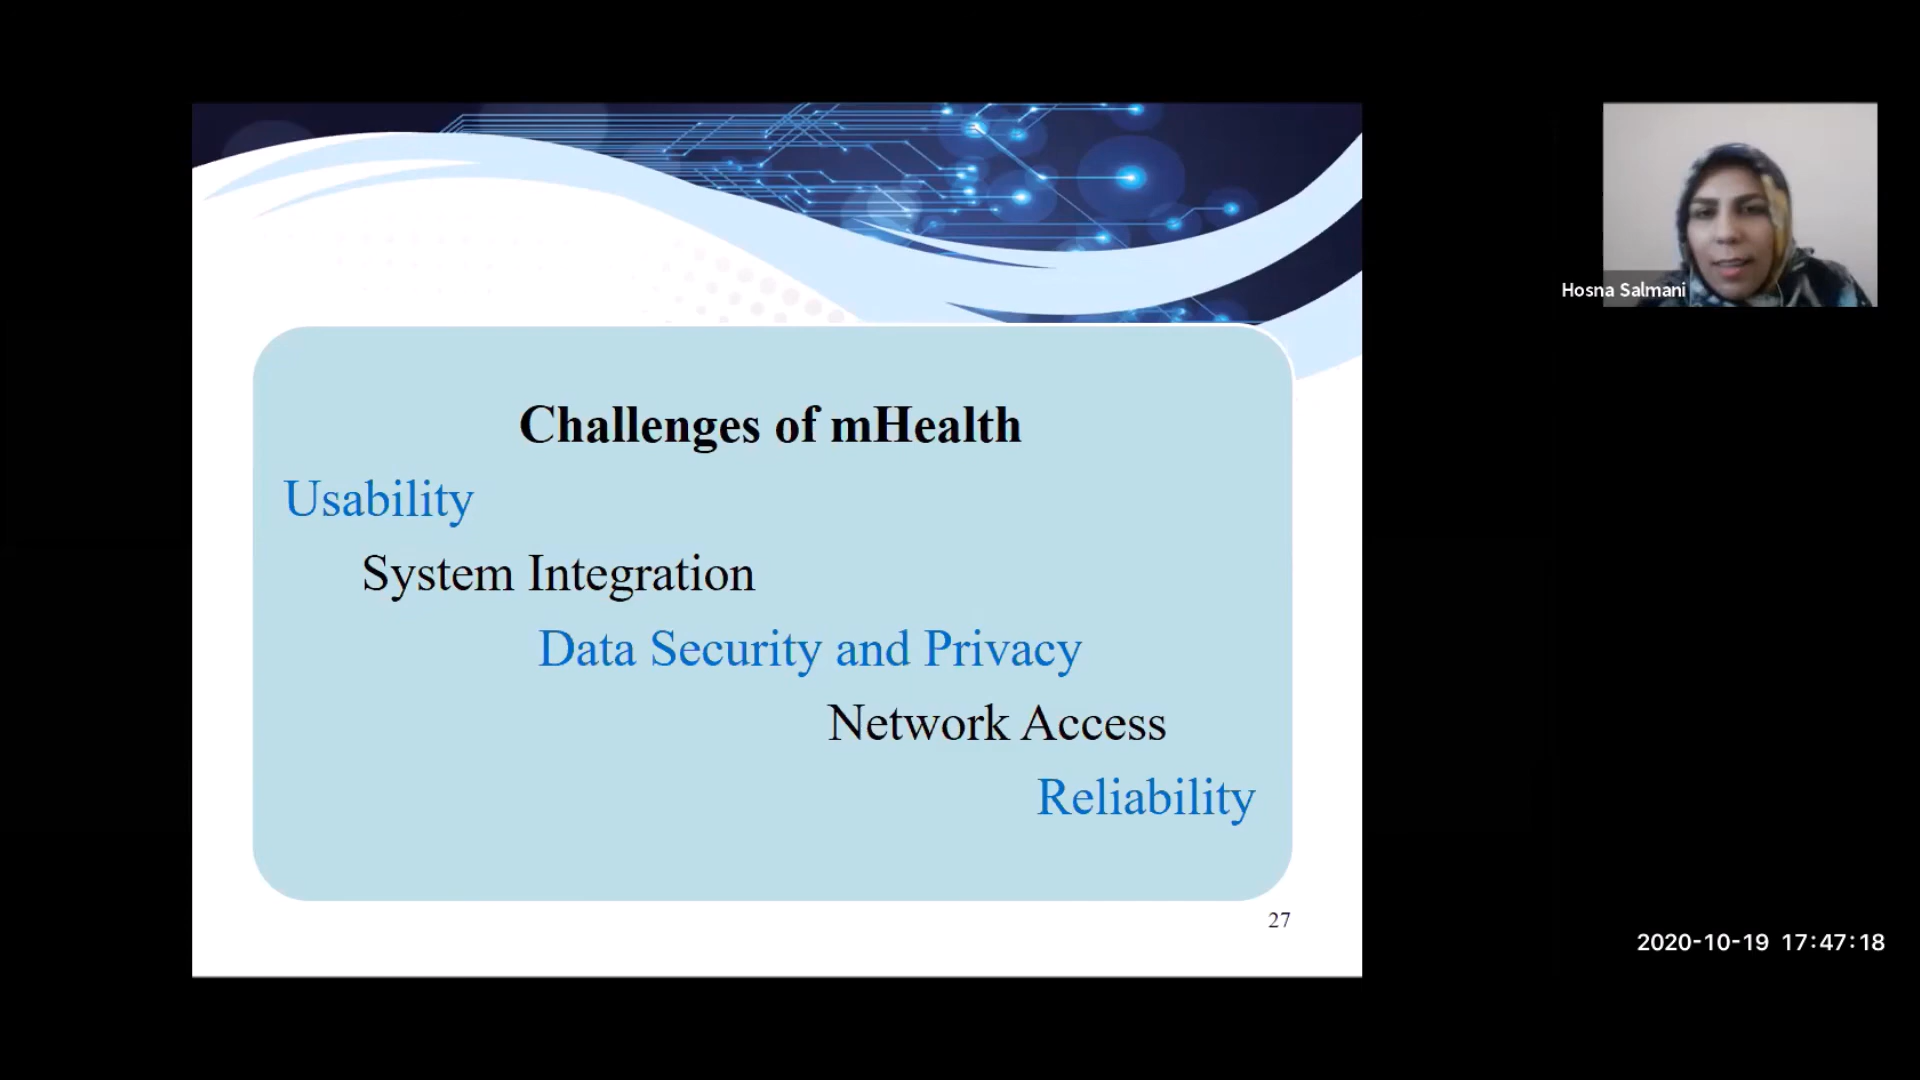 Challenges of mHealth
Usability
System Integration
Data Security and Privacy
Network Access
Reliability
27
Hosna Salmani
2020-10-19 17:47:18